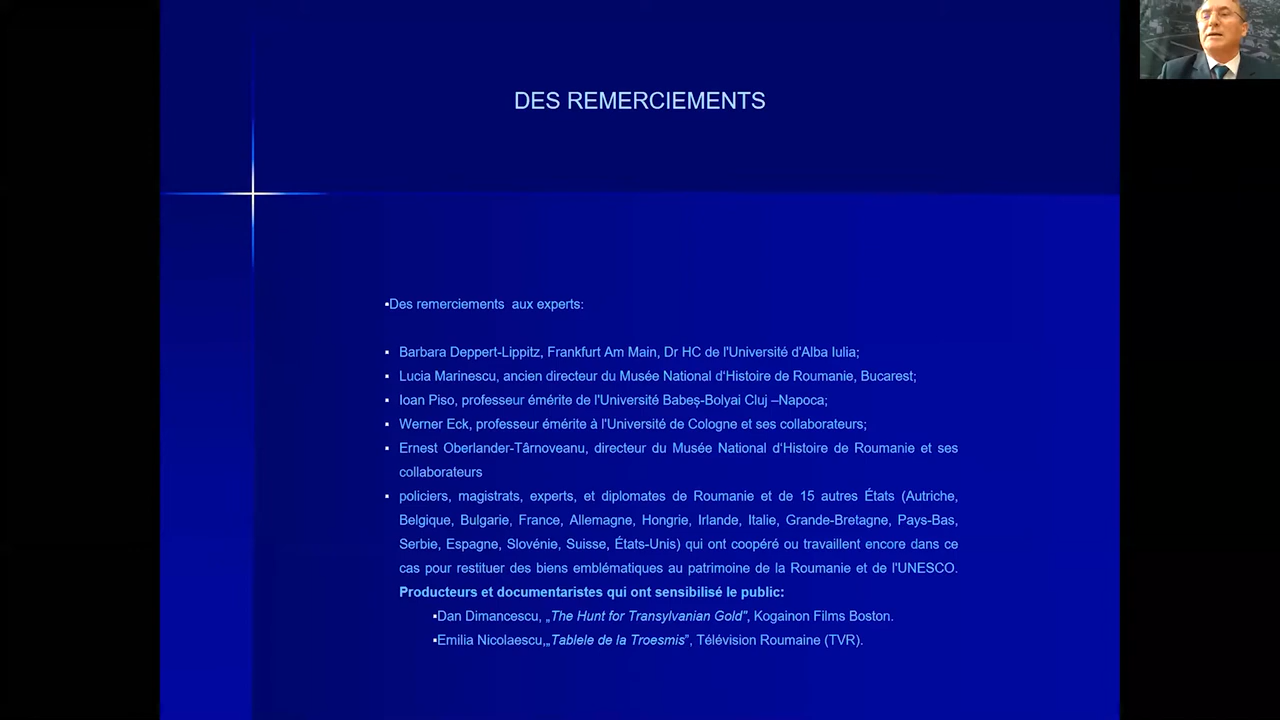 DES REMERCIEMENTS
▪Des remerciements aux experts:
▪ Barbara Deppert-Lippitz, Frankfurt Am Main, Dr HC de l'Université d'Alba Iulia;
▪ Lucia Marinescu, ancien directeur du Musée National d'Histoire de Roumanie, Bucarest;
▪ Ioan Piso, professeur émérite de l'Université Babeș-Bolyai Cluj –Napoca;
▪ Werner Eck, professeur émérite à l'Université de Cologne et ses collaborateurs;
▪ Ernest Oberlander-Târnoveanu, directeur du Musée National d'Histoire de Roumanie et ses
collaborateurs
▪ policiers, magistrats, experts, et diplomates de Roumanie et de 15 autres États (Autriche,
Belgique, Bulgarie, France, Allemagne, Hongrie, Irlande, Italie, Grande-Bretagne, Pays-Bas,
Serbie, Espagne, Slovénie, Suisse, États-Unis) qui ont coopéré ou travaillent encore dans ce
cas pour restituer des biens emblématiques au patrimoine de la Roumanie et de l'UNESCO.
Producteurs et documentaristes qui ont sensibilisé le public:
▪Dan Dimancescu, „The Hunt for Transylvanian Gold", Kogainon Films Boston.
▪Emilia Nicolaescu,„Tablele de la Troesmis”, Télévision Roumaine (TVR).